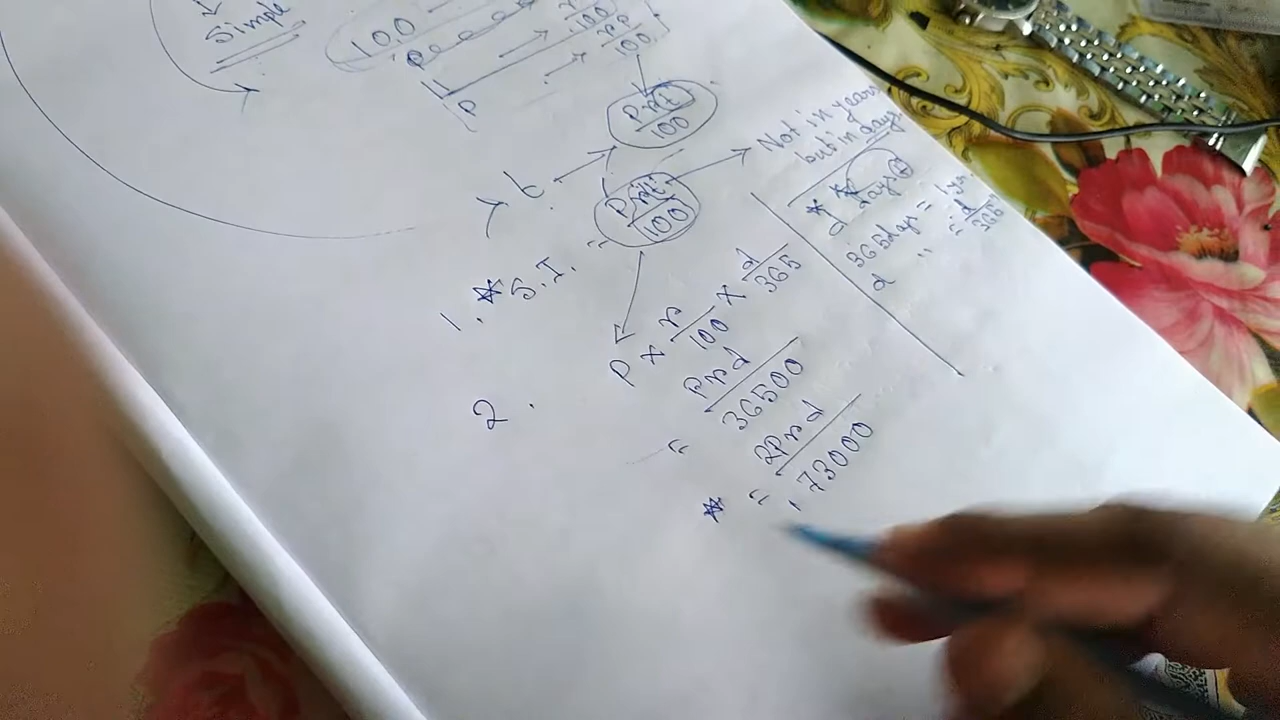 Simple
100
P
r
100
Prt
100
b.
Not in years
but in days
1. * S.I. " Prt
100
d days
365 days = 1 yr.
d " " d
365
P x r
100 x d
365
2.
" Prd
36500
* " 2Prd
73000